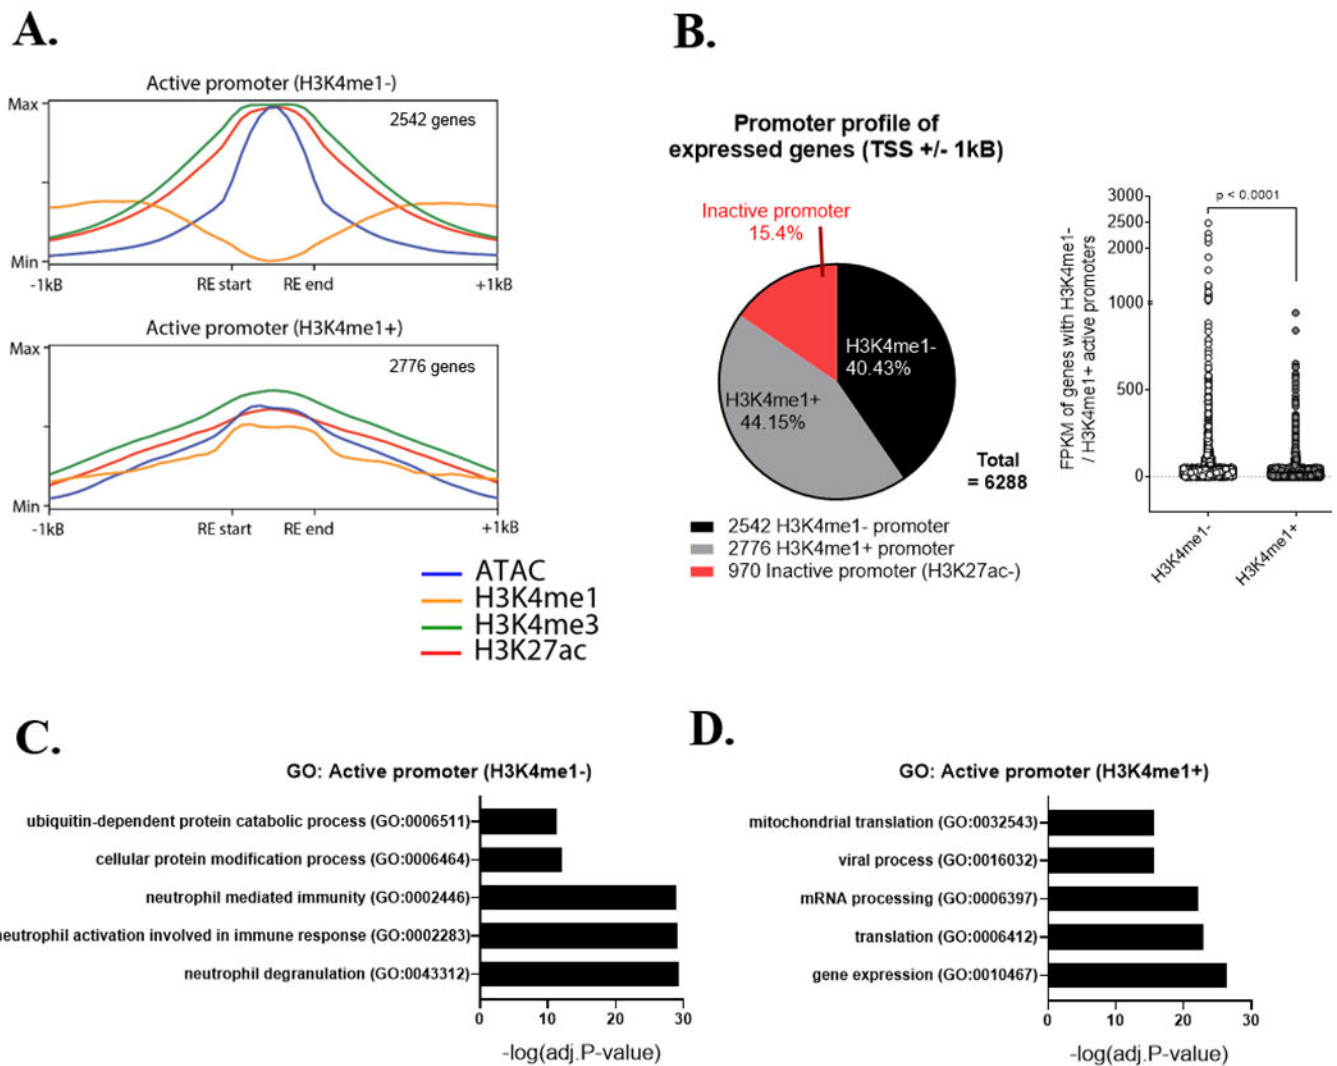 A.
Active promoter (H3K4me1-)
Max
2542 genes
Min
-1kB
RE start
RE end
+1kB
Active promoter (H3K4me1+)
Max
2776 genes
Min
-1kB
RE start
RE end
+1kB
ATAC
H3K4me1
H3K4me3
H3K27ac
B.
Promoter profile of
expressed genes (TSS +/- 1kB)
Inactive promoter
15.4%
H3K4me1-
40.43%
H3K4me1+
44.15%
Total
= 6288
2542 H3K4me1- promoter
2776 H3K4me1+ promoter
970 Inactive promoter (H3K27ac-)
FPKM of genes with H3K4me1-
/ H3K4me1+ active promoters
3000
2500
2000
1000
500
0
p < 0.0001
H3K4me1-
H3K4me1+
C.
GO: Active promoter (H3K4me1-)
ubiquitin-dependent protein catabolic process (GO:0006511)
cellular protein modification process (GO:0006464)
neutrophil mediated immunity (GO:0002446)
neutrophil activation involved in immune response (GO:0002283)
neutrophil degranulation (GO:0043312)
0 10 20 30
-log(adj.P-value)
D.
GO: Active promoter (H3K4me1+)
mitochondrial translation (GO:0032543)
viral process (GO:0016032)
mRNA processing (GO:0006397)
translation (GO:0006412)
gene expression (GO:0010467)
0 10 20 30
-log(adj.P-value)